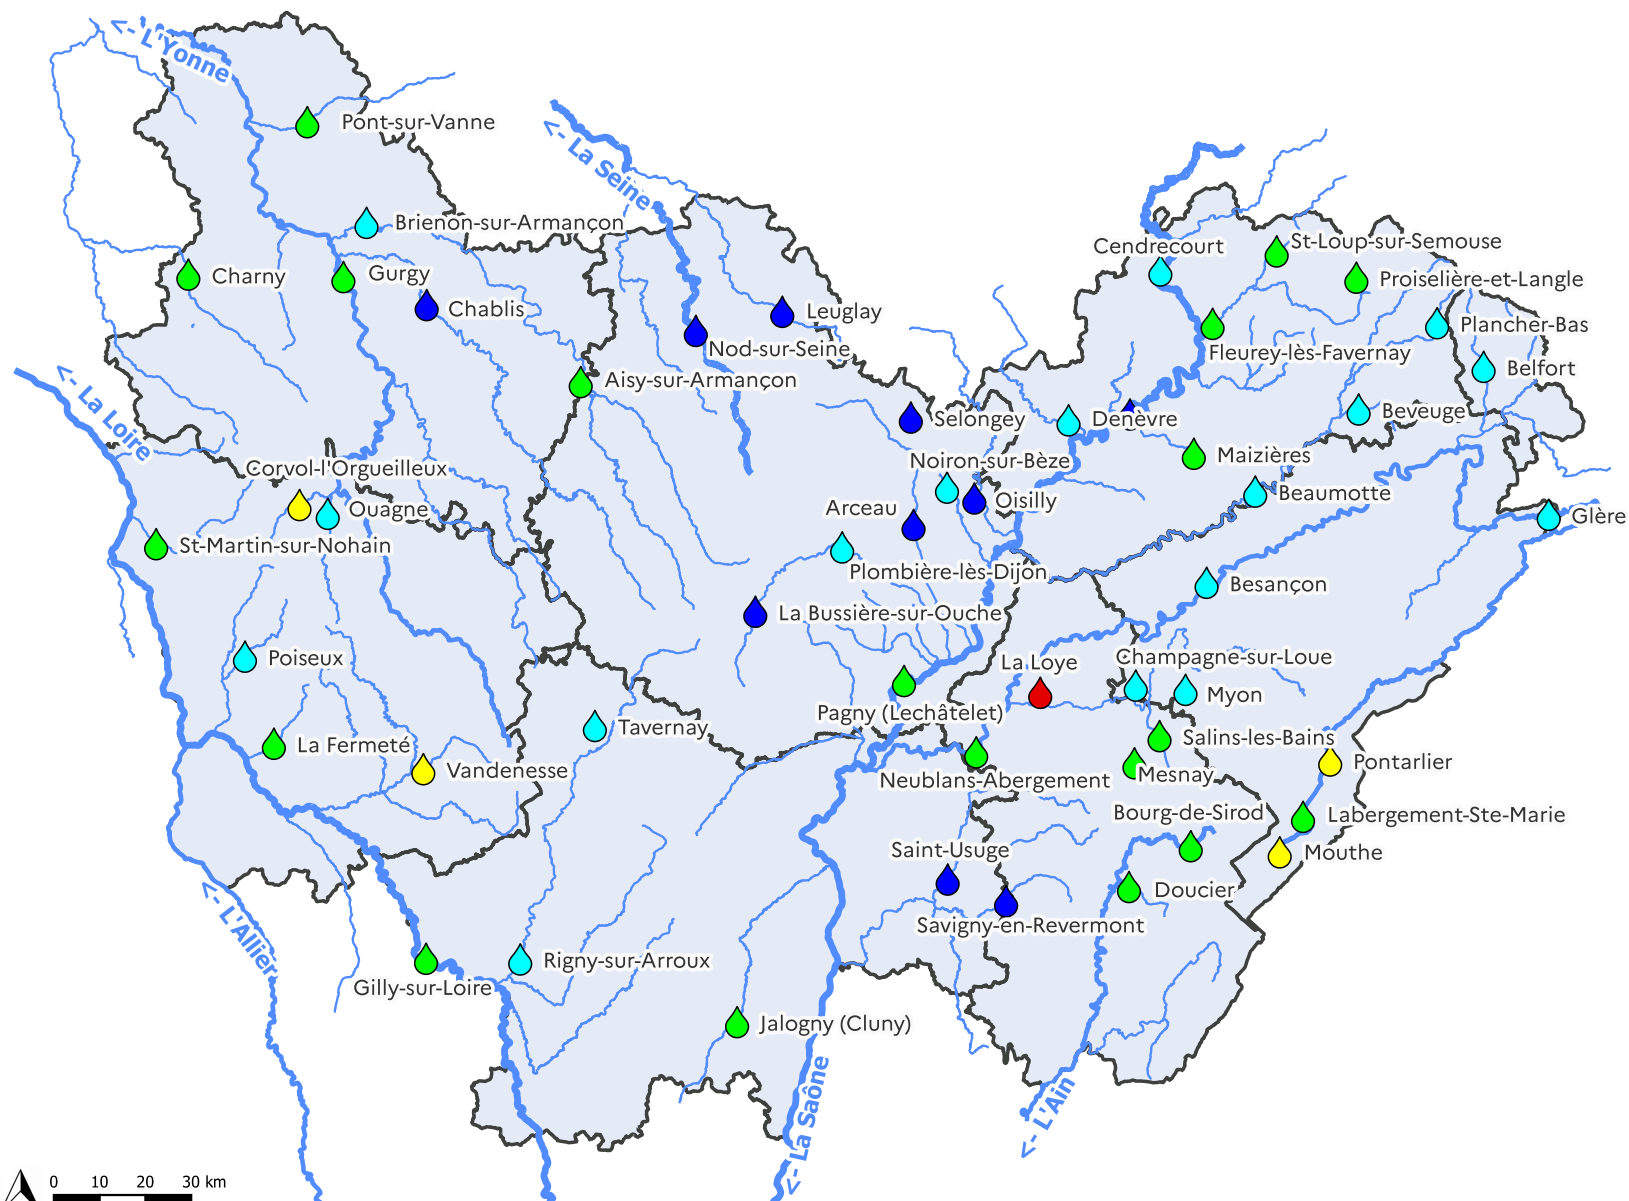 <- L'Yonne
Pont-sur-Vanne
<- La Seine
Brienon-sur-Armançon
Cendrecourt
St-Loup-sur-Semouse
Charny
Gurgy
Proiselière-et-Langle
Chablis
Leuglay
Plancher-Bas
Nod-sur-Seine
Fleurey-lès-Favernay
Belfort
<- La Loire
Aisy-sur-Armançon
Selongey
Denèvre
Beveuge
Corvol-l'Orgueilleux
Noiron-sur-Bèze
Maizières
Ouagne
Arceau
Oisilly
Beaumotte
Glère
St-Martin-sur-Nohain
Plombière-lès-Dijon
Besançon
La Bussière-sur-Ouche
Poiseux
La Loye
Champagne-sur-Loue
Myon
Tavernay
Pagny (Lechâtelet)
La Fermeté
Salins-les-Bains
Vandenesse
Neublans-Abergement
Mesnay
Pontarlier
Bourg-de-Sirod
Labergement-Ste-Marie
Saint-Usuge
Mouthe
Doucier
<- L'Allier
Savigny-en-Revermont
Rigny-sur-Arroux
Gilly-sur-Loire
Jalogny (Cluny)
<- La Saône
<- L'Ain
0 10 20 30 km